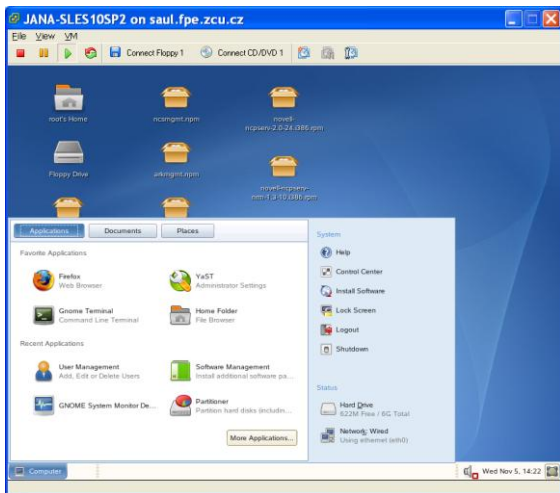 JANA-SLES10SP2 on saul.fpe.zcu.cz
File View VM
Connect Floppy 1 Connect CD/DVD 1
root's Home
ncsmgmt.npm
novell-
ncpserv-2.0-24.i386.rpm
Floppy Drive
arkmgmt.npm
Applications Documents Places
Favorite Applications
Firefox
Web Browser
YaST
Administrator Settings
Gnome Terminal
Command Line Terminal
Home Folder
File Browser
Recent Applications
User Management
Add, Edit or Delete Users
Software Management
Install additional software pa...
GNOME System Monitor De...
Partitioner
Partition hard disks (includin...
More Applications...
System
Help
Control Center
Install Software
Lock Screen
Logout
Shutdown
Status
Hard Drive
622M Free / 6G Total
Network: Wired
Using ethernet (eth0)
Computer
Wed Nov 5, 14:22